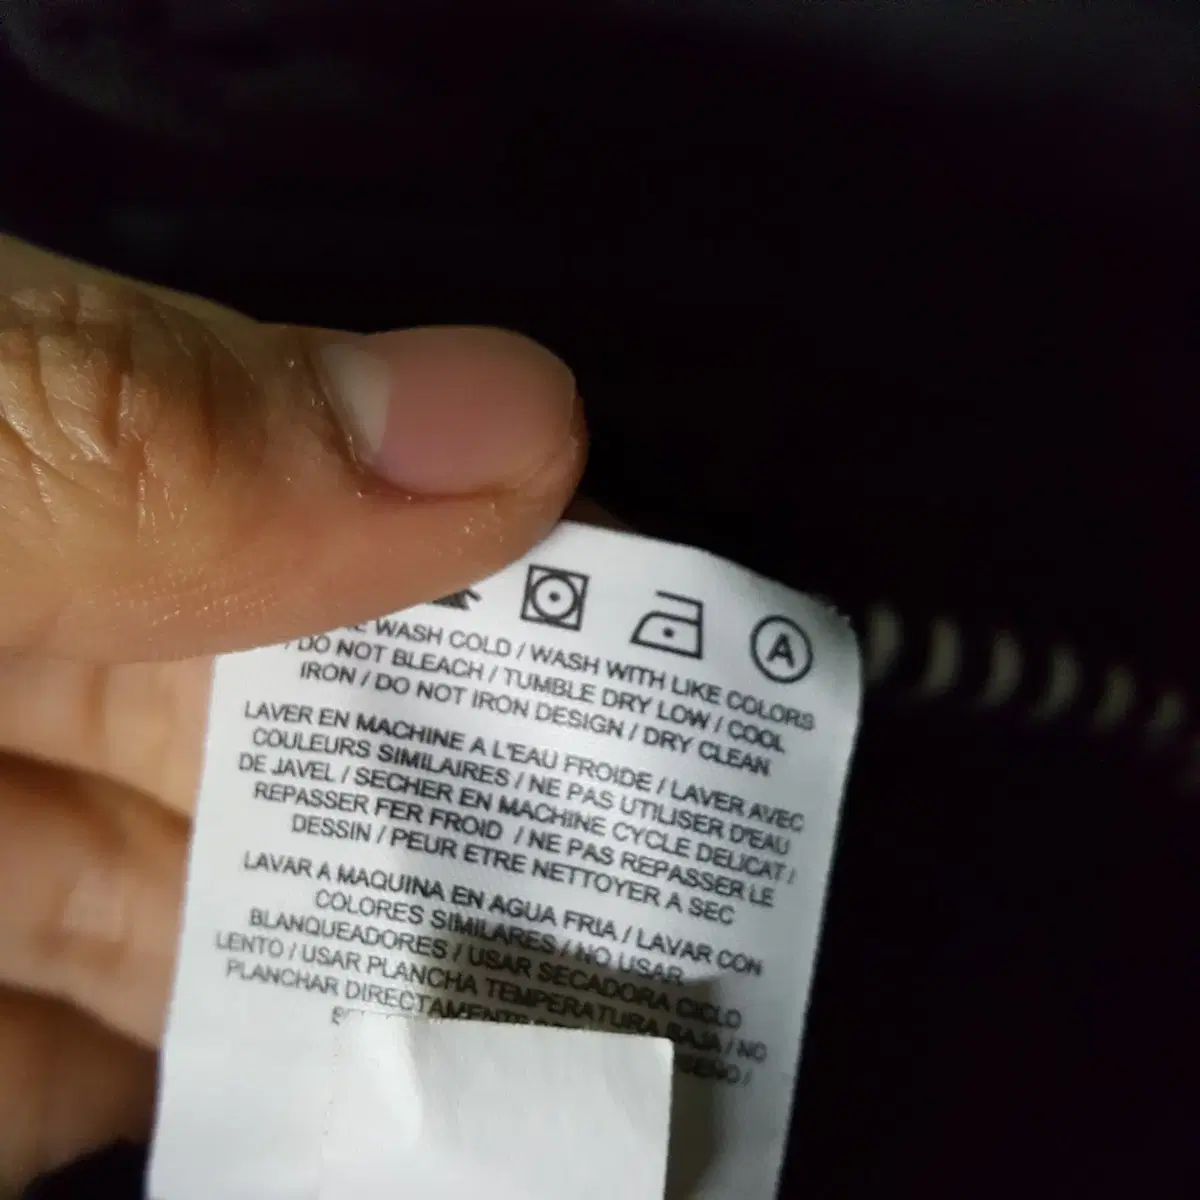 A
WASH COLD / WASH WITH LIKE COLORS
/ DO NOT BLEACH / TUMBLE DRY LOW / COOL
IRON / DO NOT IRON DESIGN / DRY CLEAN
LAVER EN MACHINE A L'EAU FROIDE / LAVER AVEC
COULEURS SIMILAIRES / NE PAS UTILISER D'EAU
DE JAVEL / SECHER EN MACHINE CYCLE DELICAT /
REPASSER FER FROID / NE PAS REPASSER LE
DESSIN / PEUR ETRE NETTOYER A SEC
LAVAR A MAQUINA EN AGUA FRIA / LAVAR CON
COLORES SIMILARES / NO USAR
BLANQUEADORES / USAR SECADORA CICLO
LENTO / USAR PLANCHA TEMPERATURA BAJA / NO
PLANCHAR DIRECTAMENTE